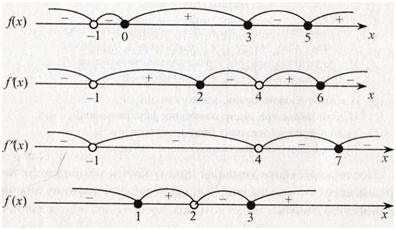 f(x) − − + − +
−1 0 3 5 x
f′(x) − + − + −
−1 2 4 6 x
f″(x) − − −
−1 4 7 x
f(x) − + − +
1 2 3 x